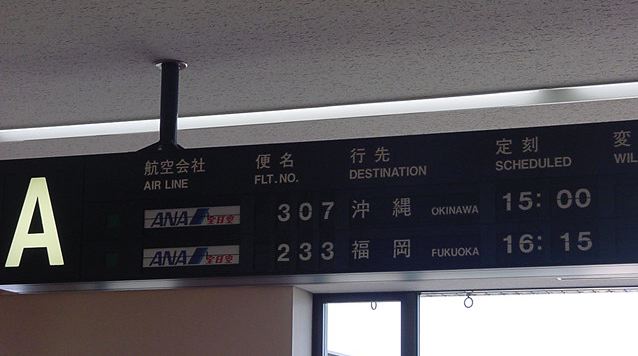 A
航空会社 便名 行先 定刻 変
AIR LINE FLT. NO. DESTINATION SCHEDULED WIL
ANA 全日空 307 沖縄 OKINAWA 15:00
ANA 全日空 233 福岡 FUKUOKA 16:15